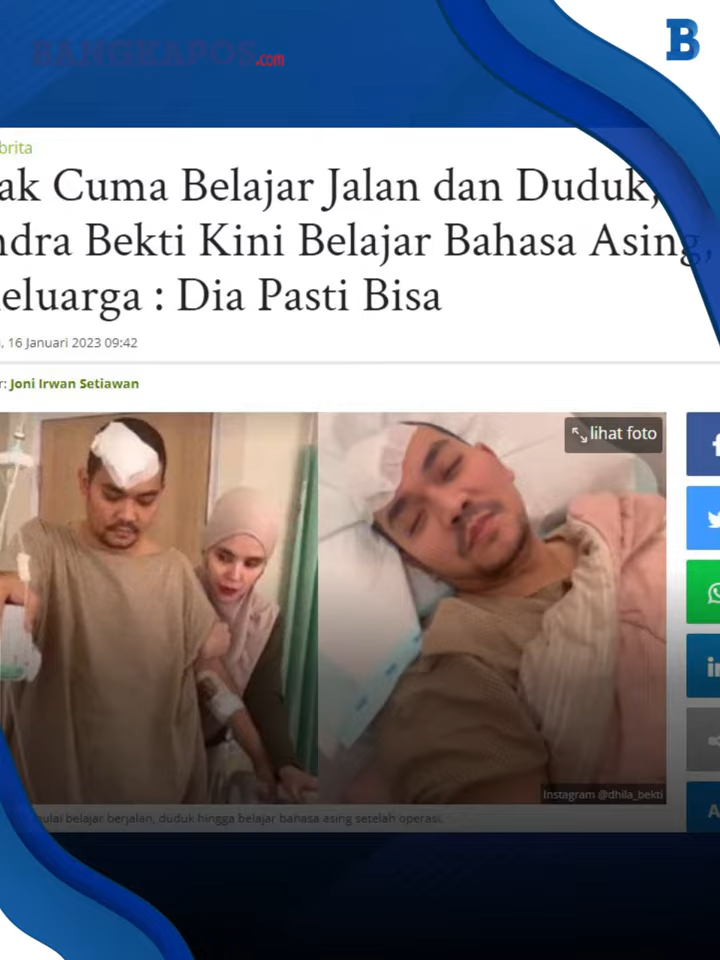 BANGKAPOS.com
B
brita
ak Cuma Belajar Jalan dan Duduk,
ndra Bekti Kini Belajar Bahasa Asing,
eluarga : Dia Pasti Bisa
, 16 Januari 2023 09:42
r: Joni Irwan Setiawan
lihat foto
Instagram @dhila_bekti
ulai belajar berjalan, duduk hingga belajar bahasa asing setelah operasi.